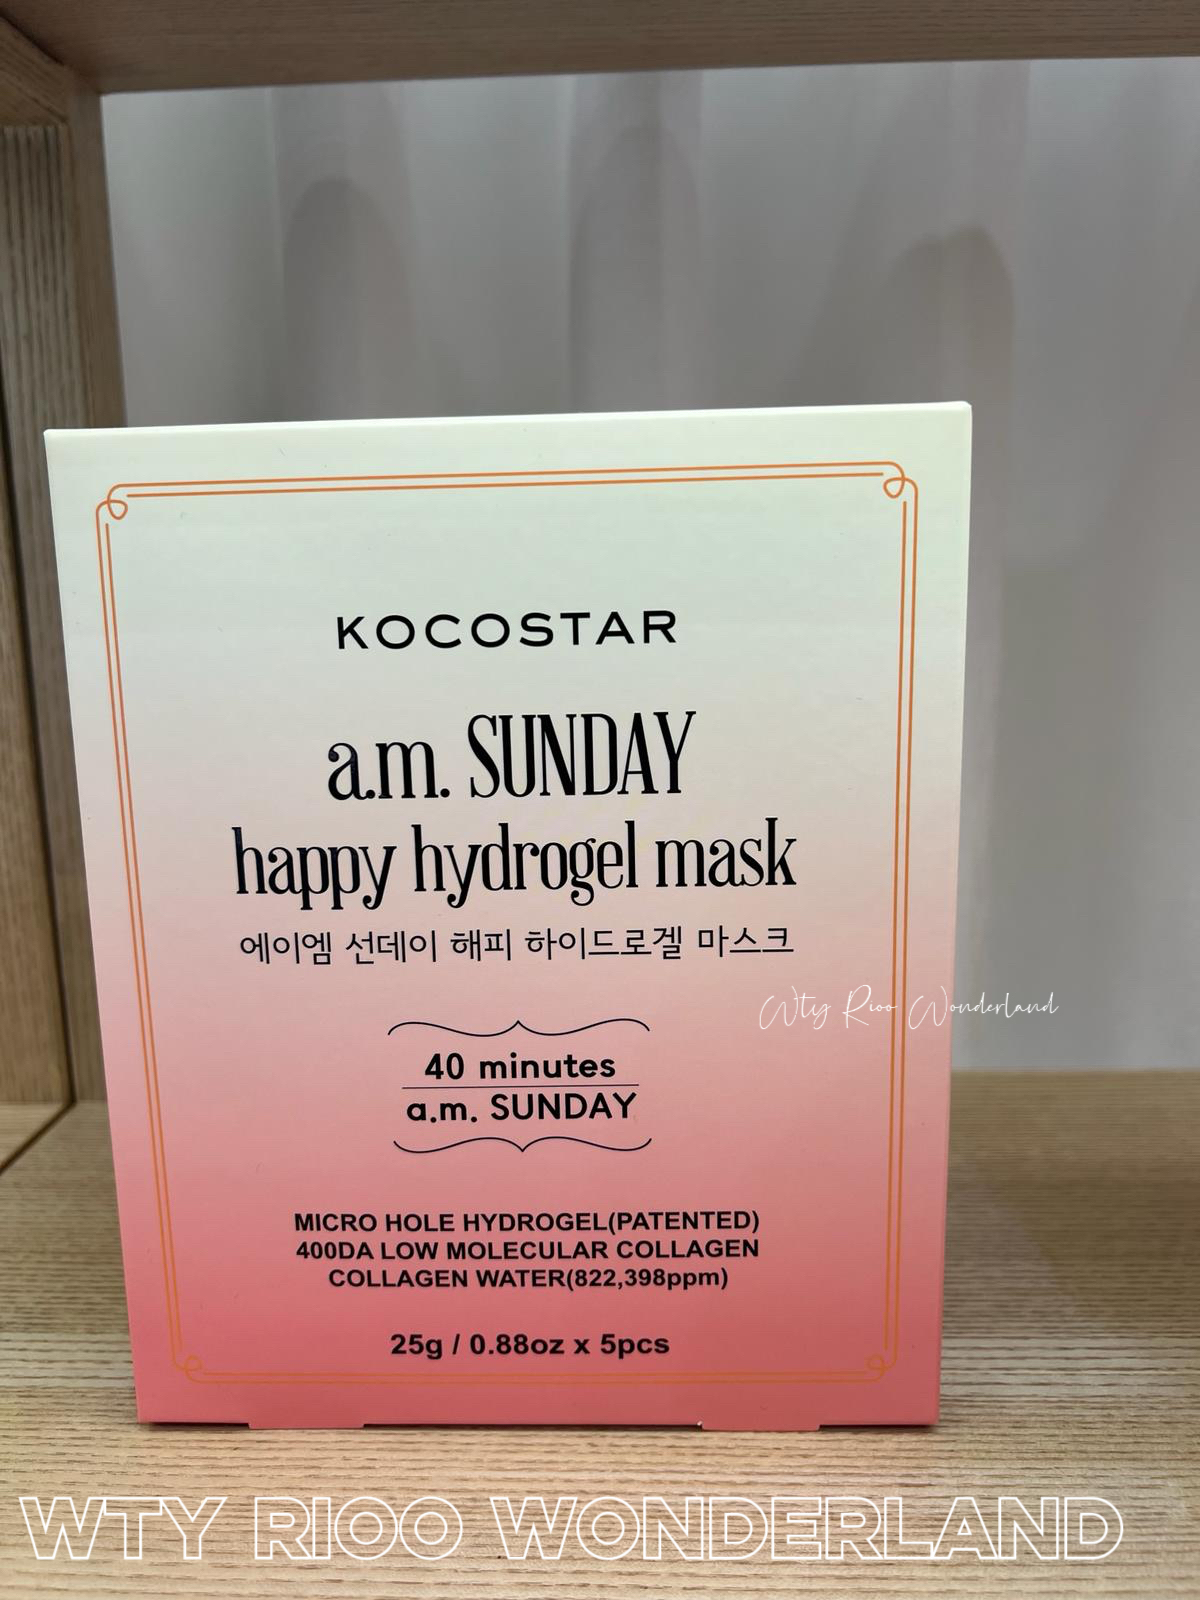 KOCOSTAR
a.m. SUNDAY
happy hydrogel mask
에이엠 선데이 해피 하이드로겔 마스크
Wty Rioo Wonderland
40 minutes
a.m. SUNDAY
MICRO HOLE HYDROGEL(PATENTED)
400DA LOW MOLECULAR COLLAGEN
COLLAGEN WATER(822,398ppm)
25g / 0.88oz x 5pcs
WTY RIOO WONDERLAND